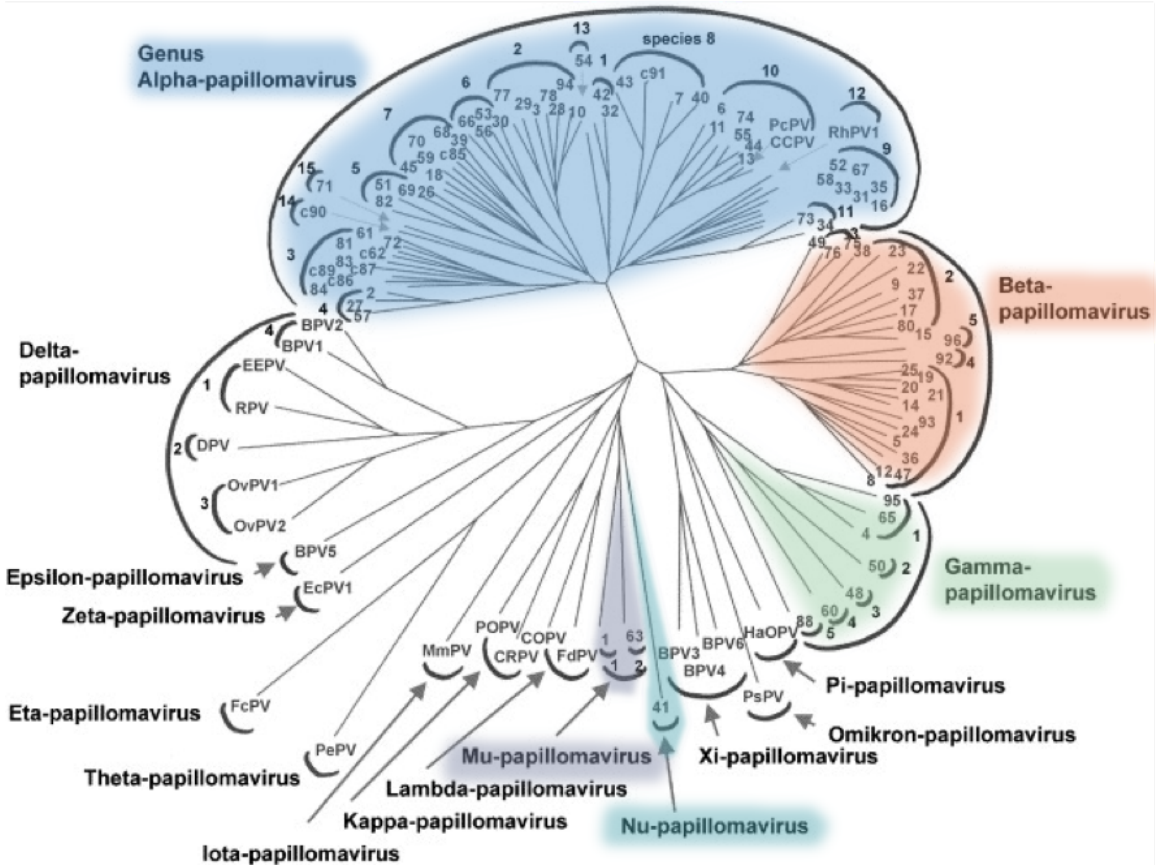 Genus
Alpha-papillomavirus
13
54
2
1
species 8
94
42
43
c91
10
12
6
77
78
29
3
28
10
32
7
40
6
74
PcPV
RhPV1
7
53
66
30
56
11
55
CCPV
44
13
9
68
39
70
c85
59
45
18
52
67
58
33
35
31
16
15
71
5
51
69
26
82
14
c90
73
11
34
3
61
81
72
c62
83
c89
c87
c86
84
49
3
75
76
38
23
2
22
9
37
17
80
15
Beta-
papillomavirus
2
27
57
4
4
BPV2
BPV1
5
96
92
4
Delta-
papillomavirus
EEPV
1
RPV
25
19
20
21
14
93
1
24
5
36
12
47
8
2
DPV
OvPV1
3
OvPV2
95
65
4
1
50
2
Gamma-
papillomavirus
48
3
60
4
88
5
BPV5
Epsilon-papillomavirus
EcPV1
Zeta-papillomavirus
POPV
COPV
1
63
BPV6
HaOPV
MmPV
CRPV
FdPV
1
2
BPV3
BPV4
Pi-papillomavirus
PsPV
41
FcPV
Eta-papillomavirus
Omikron-papillomavirus
PePV
Mu-papillomavirus
Xi-papillomavirus
Theta-papillomavirus
Lambda-papillomavirus
Kappa-papillomavirus
Nu-papillomavirus
Iota-papillomavirus